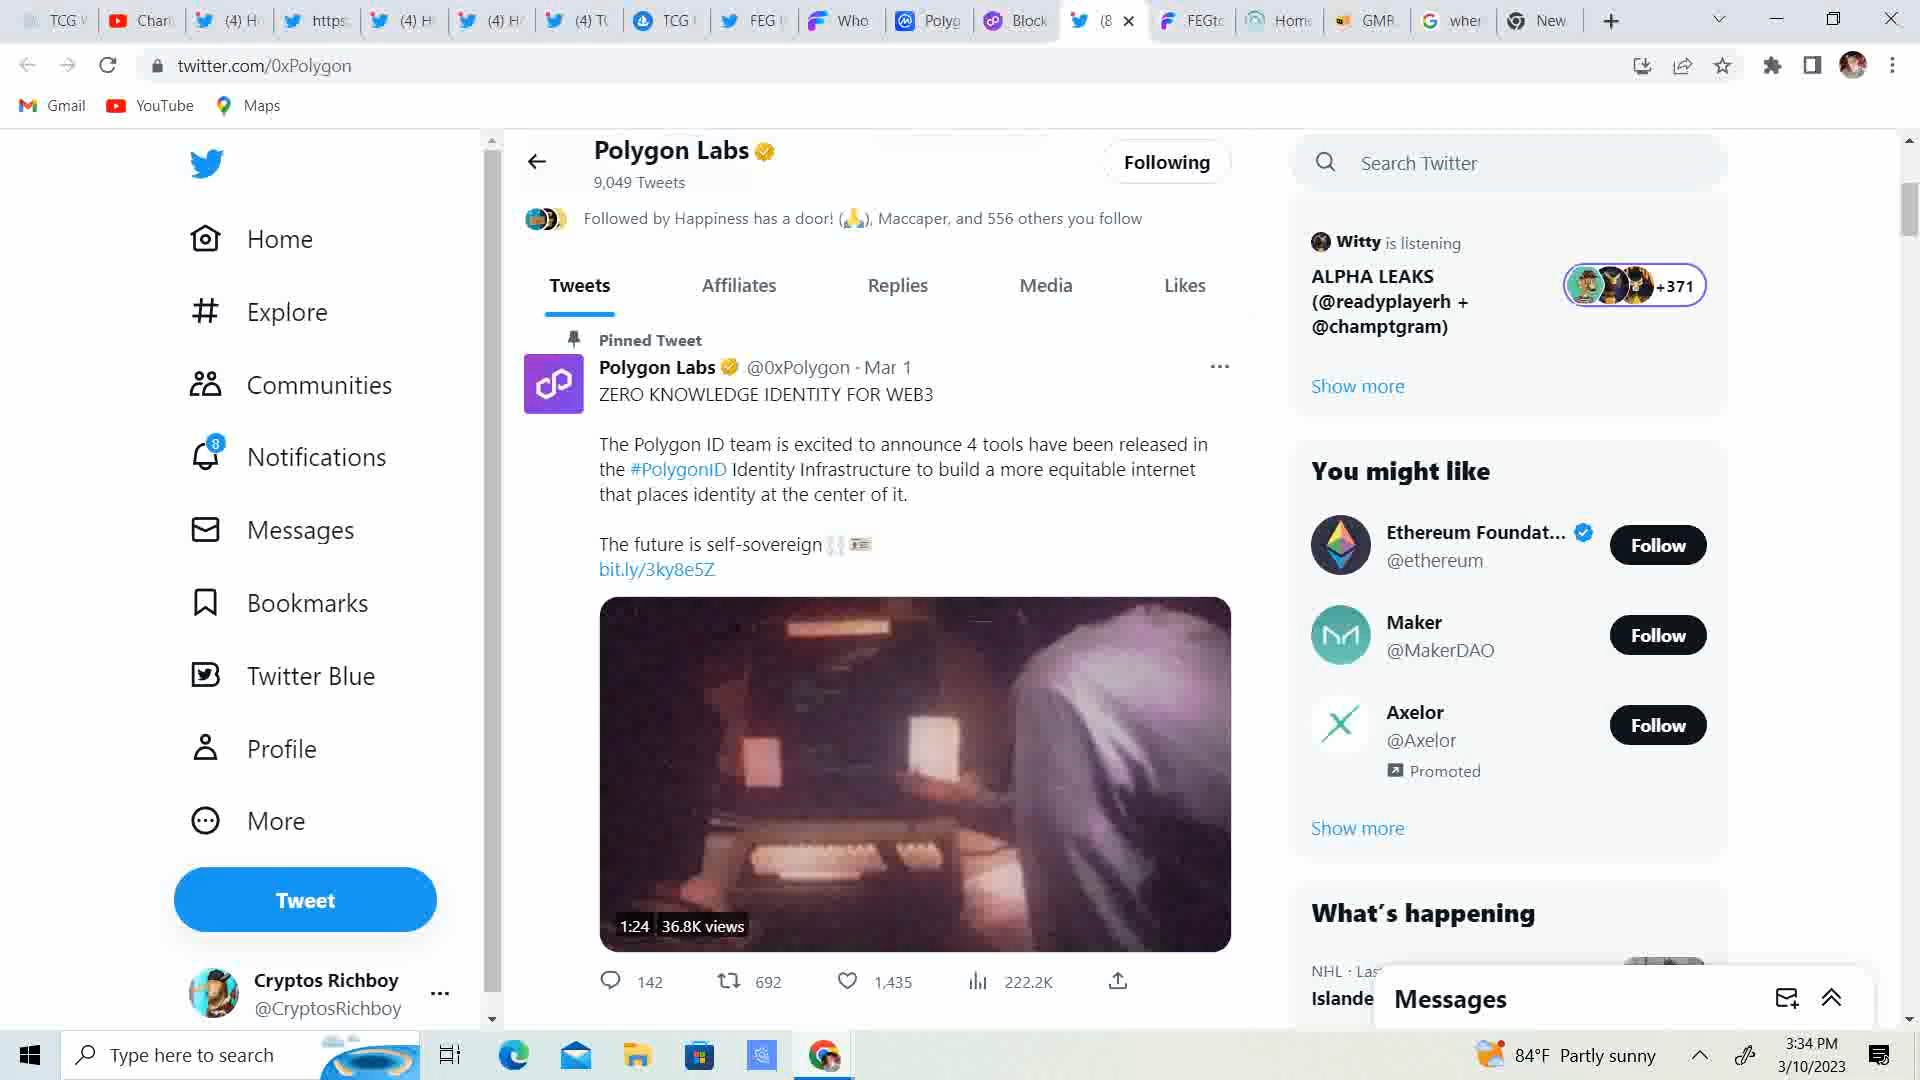 TCG
Chan
(4) H
https:
(4) H
(4) H
(4) T
TCG
FEG
Who
Polyg
Block
(8
FEGto
Home
GMR
wher
New
twitter.com/0xPolygon
Gmail
YouTube
Maps
Polygon Labs
9,049 Tweets
Following
Followed by Happiness has a door! (🙏), Maccaper, and 556 others you follow
Tweets
Affiliates
Replies
Media
Likes
Home
Explore
Communities
8
Notifications
Messages
Bookmarks
Twitter Blue
Profile
More
Tweet
Cryptos Richboy
@CryptosRichboy
Pinned Tweet
Polygon Labs @0xPolygon · Mar 1
ZERO KNOWLEDGE IDENTITY FOR WEB3
The Polygon ID team is excited to announce 4 tools have been released in
the #PolygonID Identity Infrastructure to build a more equitable internet
that places identity at the center of it.
The future is self-sovereign
bit.ly/3ky8e5Z
1:24 36.8K views
142
692
1,435
222.2K
Search Twitter
Witty is listening
ALPHA LEAKS
(@readyplayerh +
@champtgram)
+371
Show more
You might like
Ethereum Foundat...
@ethereum
Follow
Maker
@MakerDAO
Follow
Axelor
@Axelor
Promoted
Follow
Show more
What's happening
NHL · Las
Islande
Messages
Type here to search
84°F Partly sunny
3:34 PM
3/10/2023